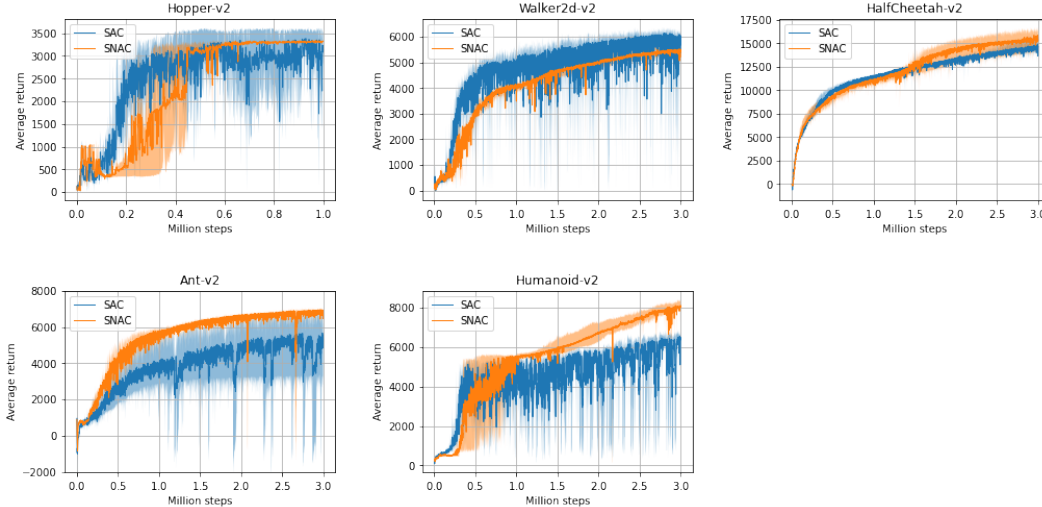 Hopper-v2
SAC
SNAC
Average return
3500
3000
2500
2000
1500
1000
500
0
0.0 0.2 0.4 0.6 0.8 1.0
Million steps
Walker2d-v2
SAC
SNAC
Average return
6000
5000
4000
3000
2000
1000
0
0.0 0.5 1.0 1.5 2.0 2.5 3.0
Million steps
HalfCheetah-v2
SAC
SNAC
Average return
17500
15000
12500
10000
7500
5000
2500
0
0.0 0.5 1.0 1.5 2.0 2.5 3.0
Million steps
Ant-v2
SAC
SNAC
Average return
8000
6000
4000
2000
0
−2000
0.0 0.5 1.0 1.5 2.0 2.5 3.0
Million steps
Humanoid-v2
SAC
SNAC
Average return
8000
6000
4000
2000
0
0.0 0.5 1.0 1.5 2.0 2.5 3.0
Million steps